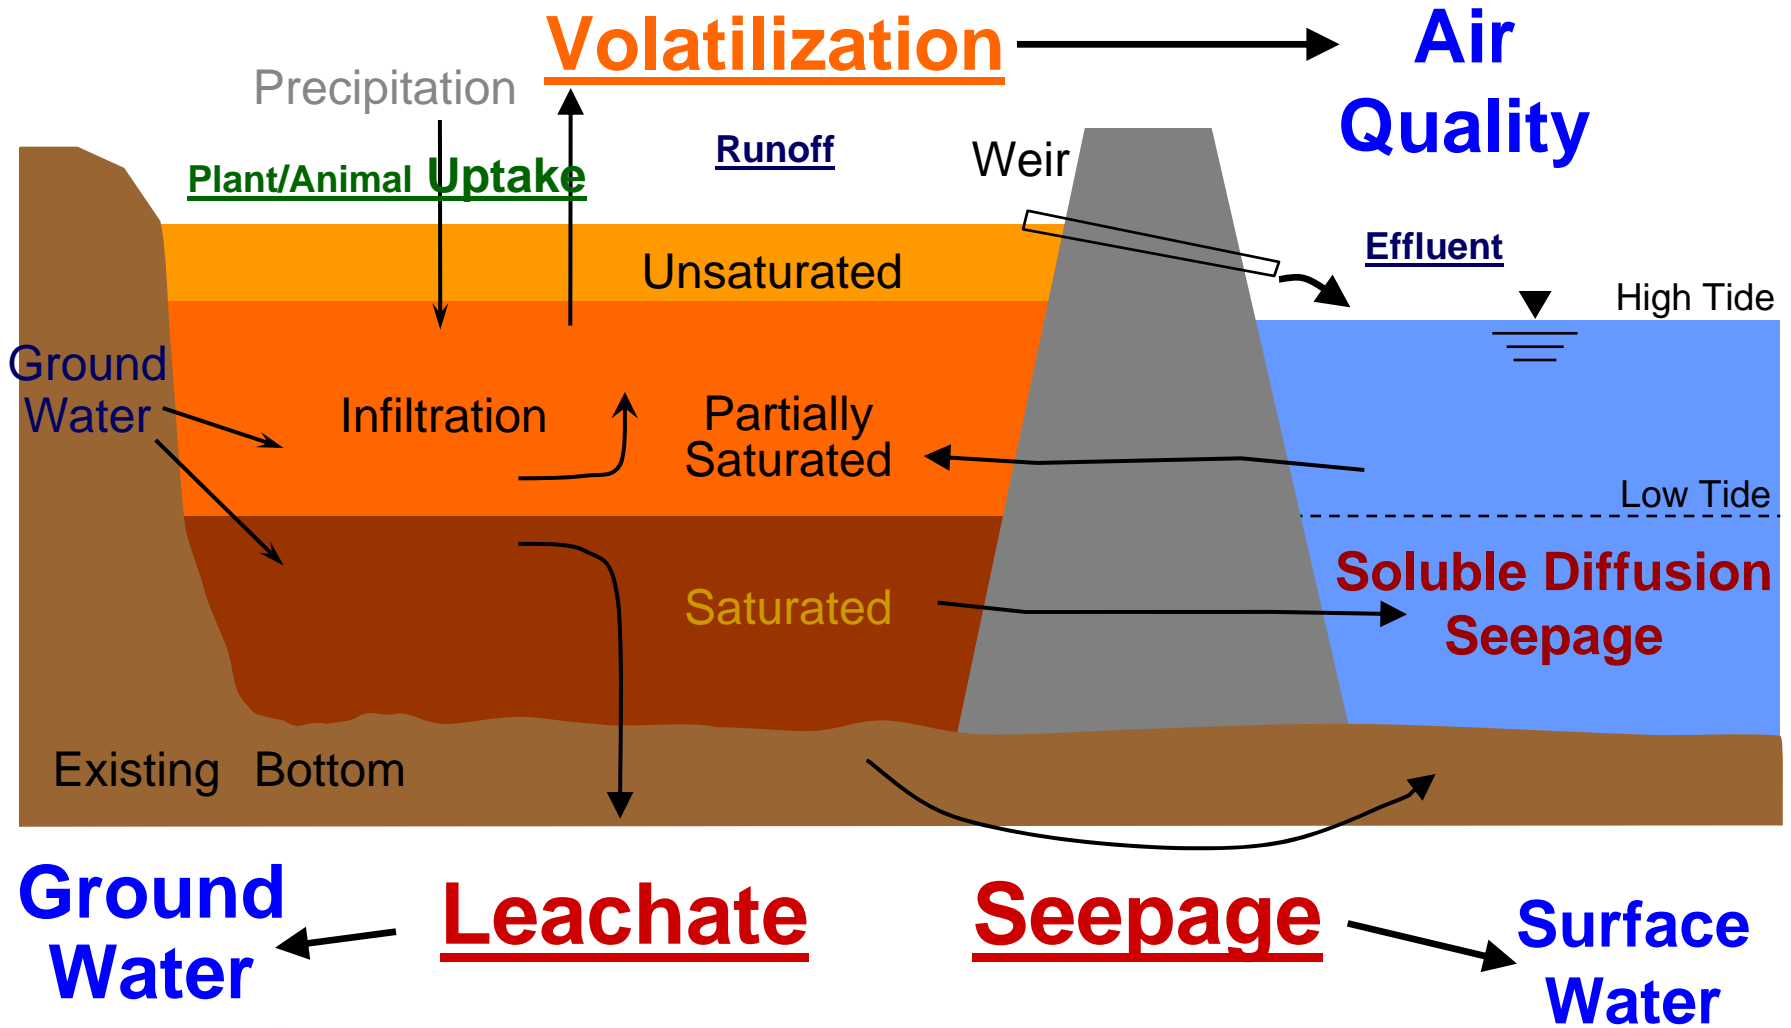 Volatilization
Air
Quality
Precipitation
Runoff
Weir
Plant/Animal Uptake
Effluent
Unsaturated
High Tide
Ground
Water
Infiltration
Partially
Saturated
Low Tide
Soluble Diffusion
Seepage
Saturated
Existing Bottom
Ground
Water
Leachate
Seepage
Surface
Water